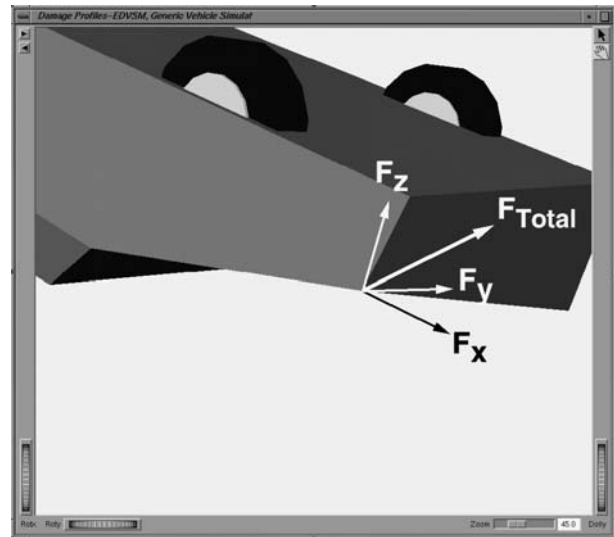 Damage Profiles-EDVSM, Generic Vehicle Simulat
Fz
FTotal
Fy
Fx
Rotx Roty Zoom 45.0 Dolly